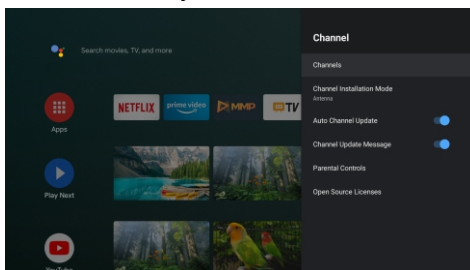 Search movies, TV, and more
Apps
NETFLIX
prime video
MMP
TV
Play Next
YouTube
Channel
Channels
Channel Installation Mode
Antenna
Auto Channel Update
Channel Update Message
Parental Controls
Open Source Licenses